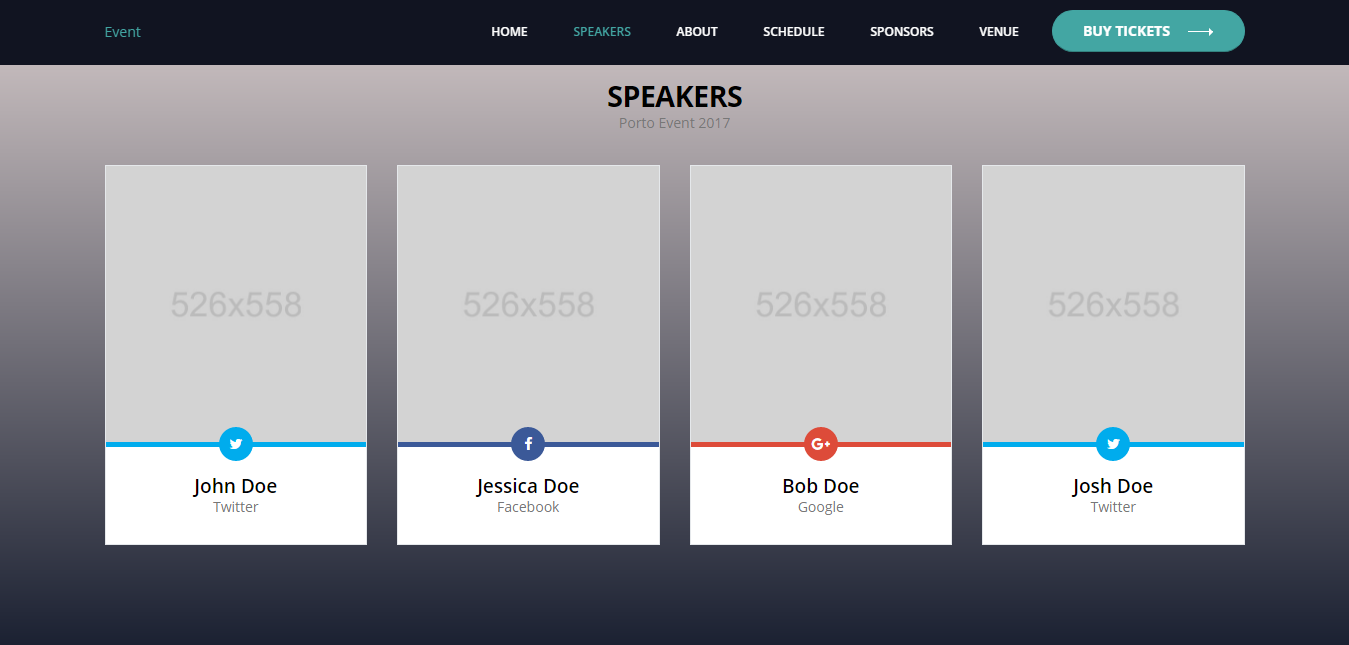 Event
HOME
SPEAKERS
ABOUT
SCHEDULE
SPONSORS
VENUE
BUY TICKETS
SPEAKERS
Porto Event 2017
526x558
526x558
526x558
526x558
John Doe
Twitter
Jessica Doe
Facebook
Bob Doe
Google
Josh Doe
Twitter